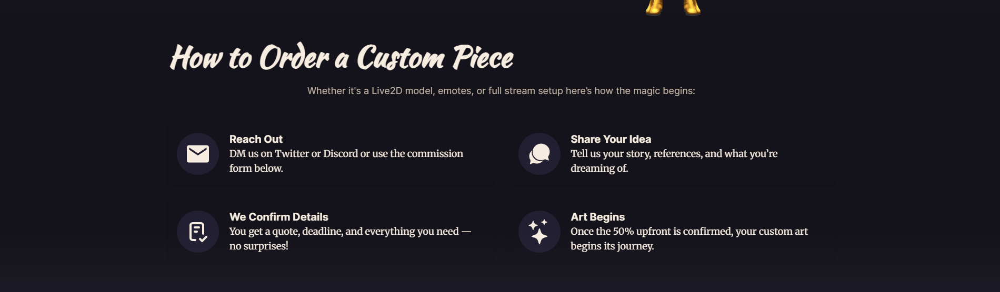 How to Order a Custom Piece
Whether it's a Live2D model, emotes, or full stream setup here’s how the magic begins:
Reach Out
DM us on Twitter or Discord or use the commission
form below.
Share Your Idea
Tell us your story, references, and what you’re
dreaming of.
We Confirm Details
You get a quote, deadline, and everything you need —
no surprises!
Art Begins
Once the 50% upfront is confirmed, your custom art
begins its journey.